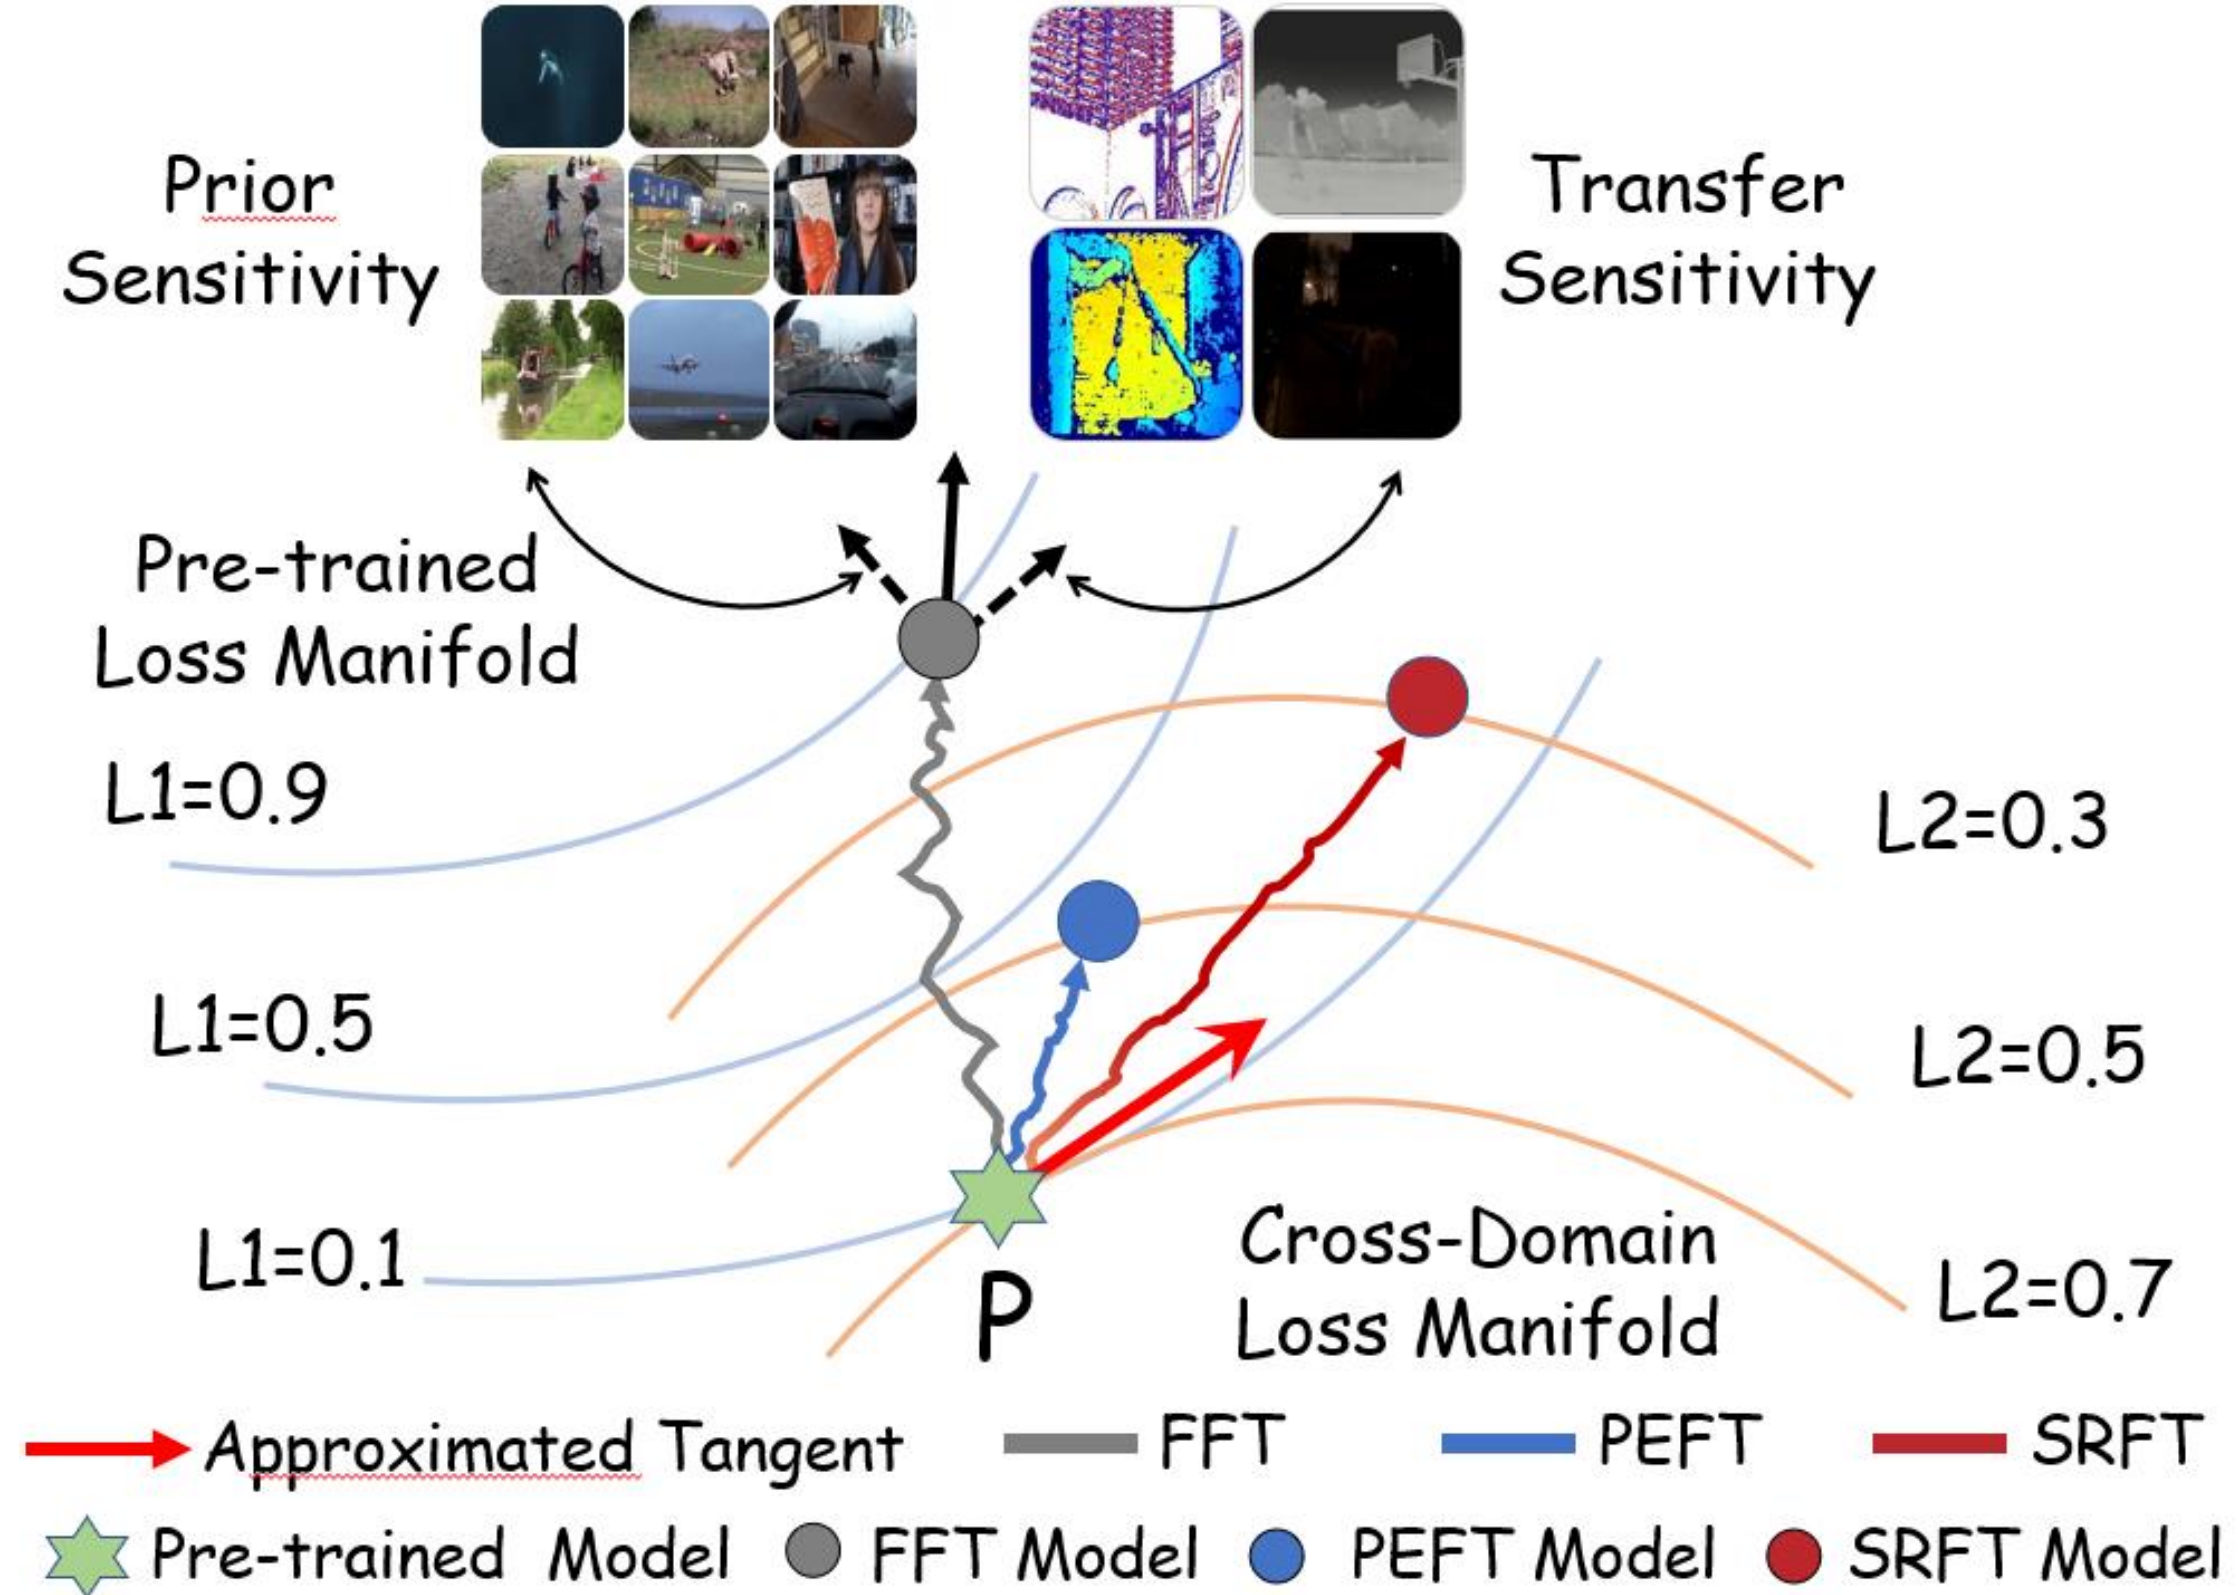 Prior
Sensitivity
Transfer
Sensitivity
Pre-trained
Loss Manifold
L1=0.9
L1=0.5
L1=0.1
L2=0.3
L2=0.5
L2=0.7
P
Cross-Domain
Loss Manifold
Approximated Tangent
FFT
PEFT
SRFT
Pre-trained Model
FFT Model
PEFT Model
SRFT Model